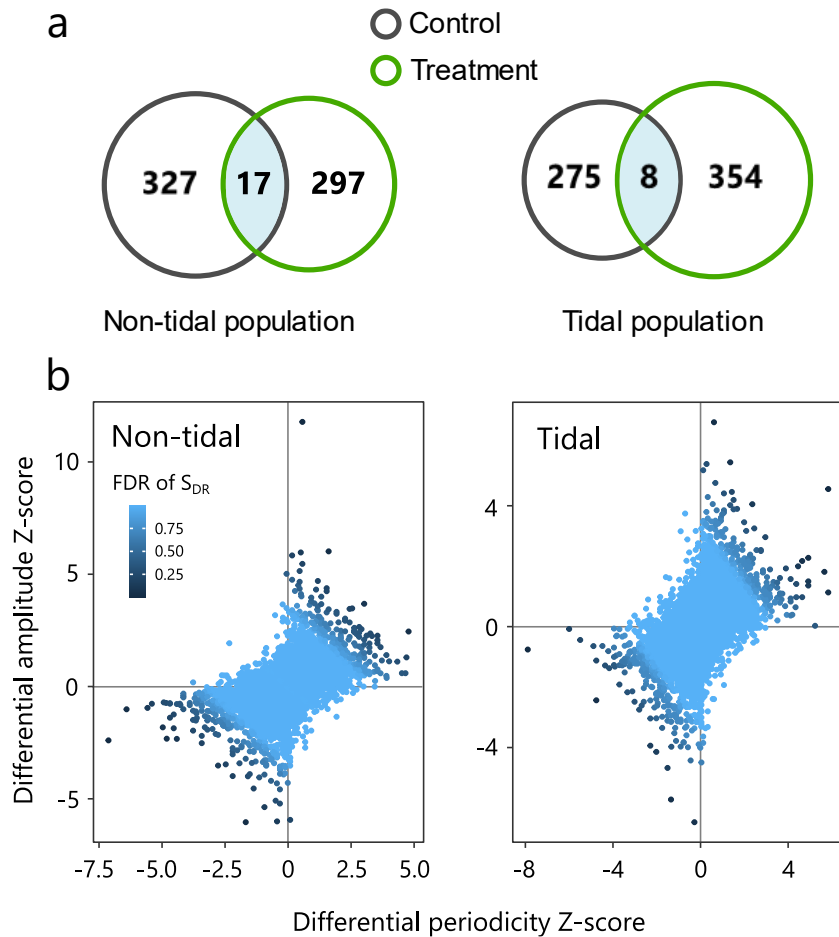 a
Control
Treatment
327 17 297
275 8 354
Non-tidal population
Tidal population
b
Non-tidal
Tidal
FDR of S_DR
0.75
0.50
0.25
Differential amplitude Z-score
10
5
0
-5
4
0
-4
-7.5 -5.0 -2.5 0 2.5 5.0
-8 -4 0 4
Differential periodicity Z-score